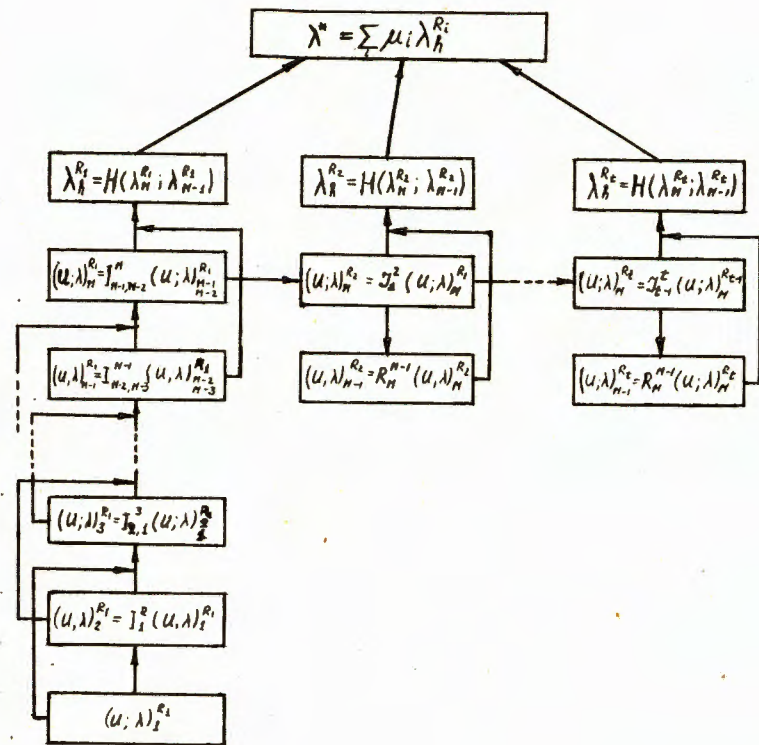 λ* = Σ_i μ_i λ_h^{R_i}
λ_h^{R_1} = H(λ_M^{R_1}; λ_{M-1}^{R_1})
λ_h^{R_2} = H(λ_M^{R_2}; λ_{M-1}^{R_2})
λ_h^{R_t} = H(λ_M^{R_t}; λ_{M-1}^{R_t})
(u;λ)_M^{R_1} = I_{M-1,M-2}^M (u;λ)_{M-1 M-2}^{R_1}
(u;λ)_M^{R_2} = J_1^2 (u;λ)_M^{R_1}
(u;λ)_M^{R_t} = J_{t-1}^t (u;λ)_M^{R_{t-1}}
(u,λ)_{M-1}^{R_1} = I_{M-2,M-3}^{M-1} (u,λ)_{M-2 M-3}^{R_1}
(u,λ)_{M-1}^{R_2} = R_M^{M-1} (u,λ)_M^{R_2}
(u;λ)_{M-1}^{R_t} = R_M^{M-1} (u;λ)_M^{R_t}
(u;λ)_3^{R_1} = I_{2,1}^3 (u;λ)_{2 1}^{R_1}
(u,λ)_2^{R_1} = I_1^2 (u,λ)_1^{R_1}
(u;λ)_1^{R_1}